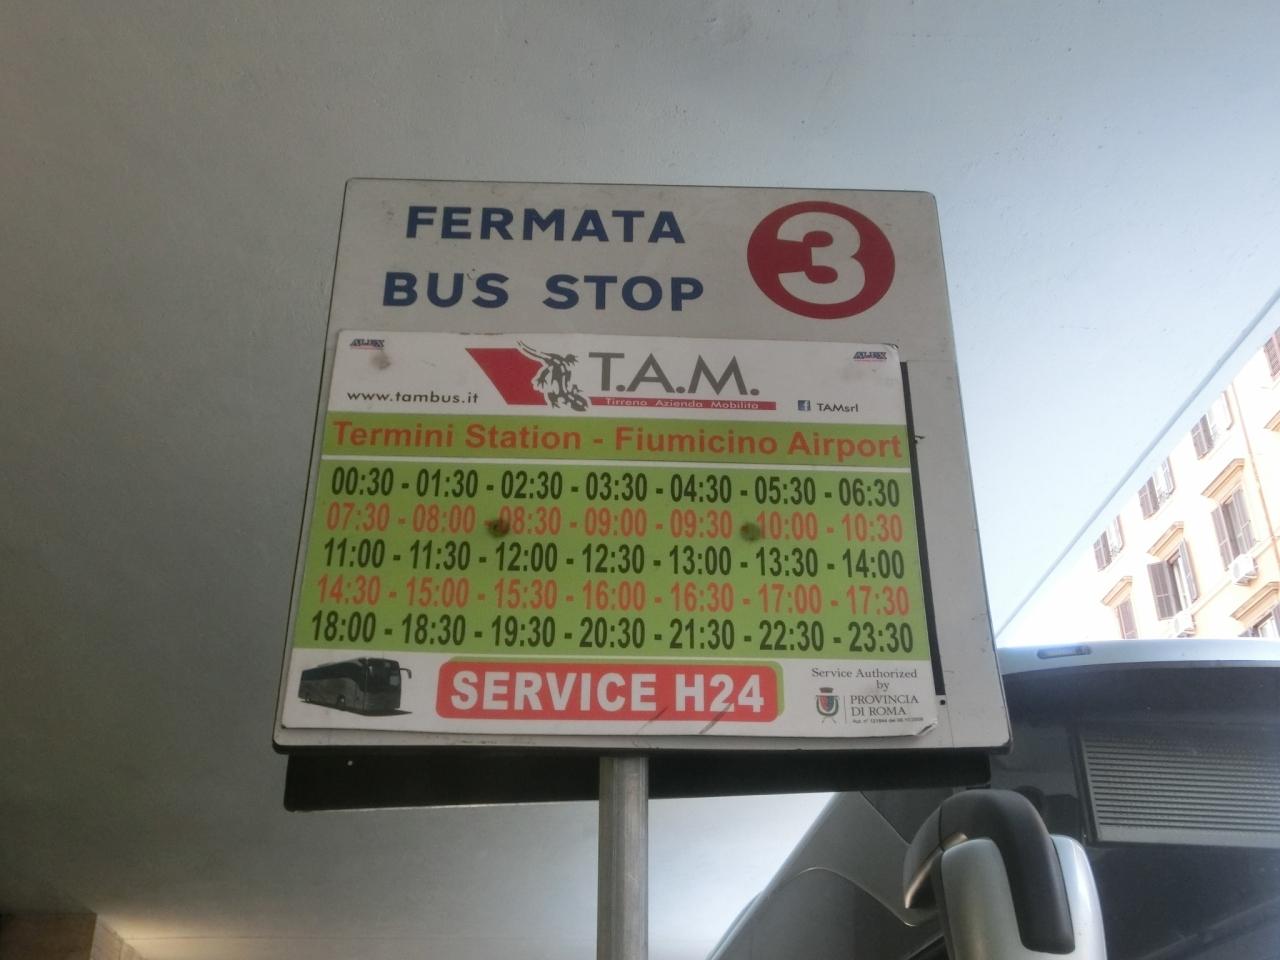 FERMATA
BUS STOP
3
www.tambus.it
T.A.M.
Tirreno Azienda Mobilità
TAMsrl
Termini Station - Fiumicino Airport
00:30 - 01:30 - 02:30 - 03:30 - 04:30 - 05:30 - 06:30
07:30 - 08:00 - 08:30 - 09:00 - 09:30 - 10:00 - 10:30
11:00 - 11:30 - 12:00 - 12:30 - 13:00 - 13:30 - 14:00
14:30 - 15:00 - 15:30 - 16:00 - 16:30 - 17:00 - 17:30
18:00 - 18:30 - 19:30 - 20:30 - 21:30 - 22:30 - 23:30
SERVICE H24
Service Authorized
by
PROVINCIA
DI ROMA